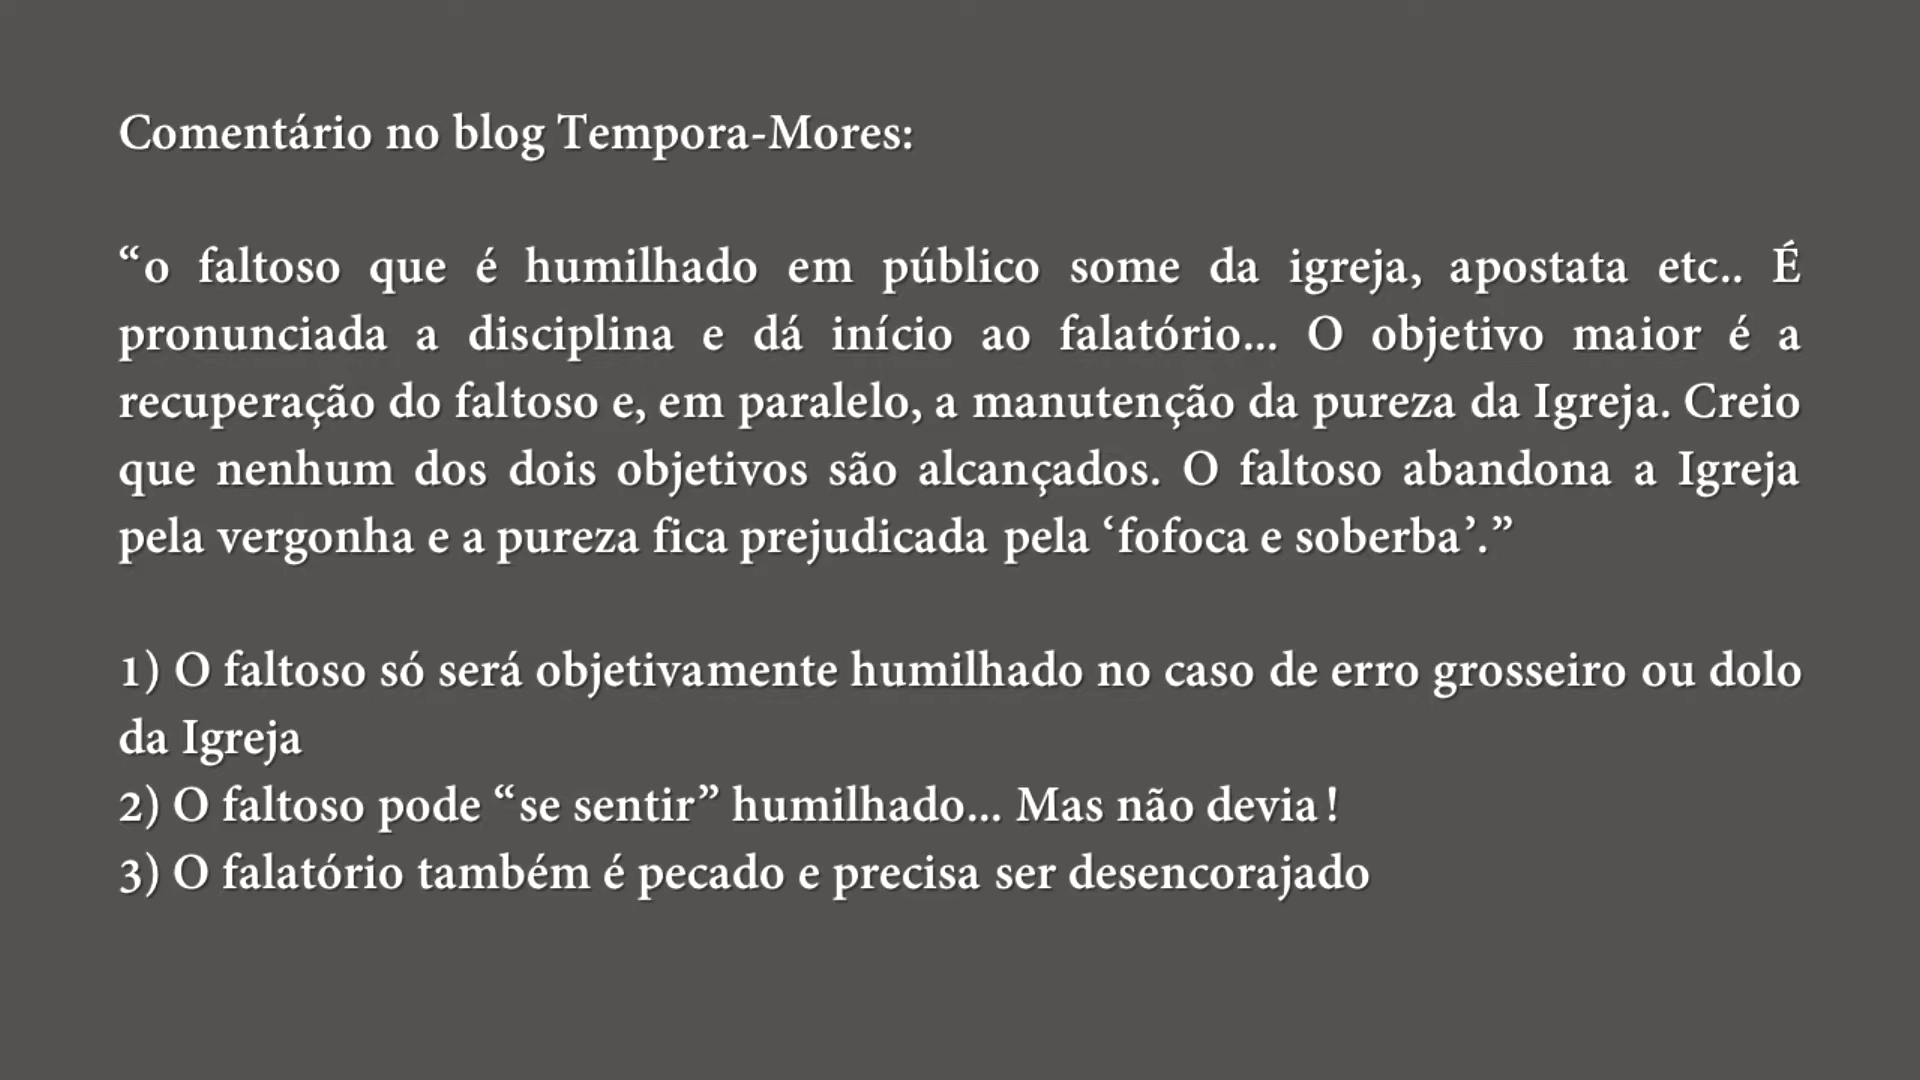 Comentário no blog Tempora-Mores:
“o faltoso que é humilhado em público some da igreja, apostata etc.. É
pronunciada a disciplina e dá início ao falatório... O objetivo maior é a
recuperação do faltoso e, em paralelo, a manutenção da pureza da Igreja. Creio
que nenhum dos dois objetivos são alcançados. O faltoso abandona a Igreja
pela vergonha e a pureza fica prejudicada pela ‘fofoca e soberba’.”
1) O faltoso só será objetivamente humilhado no caso de erro grosseiro ou dolo
da Igreja
2) O faltoso pode “se sentir” humilhado... Mas não devia!
3) O falatório também é pecado e precisa ser desencorajado